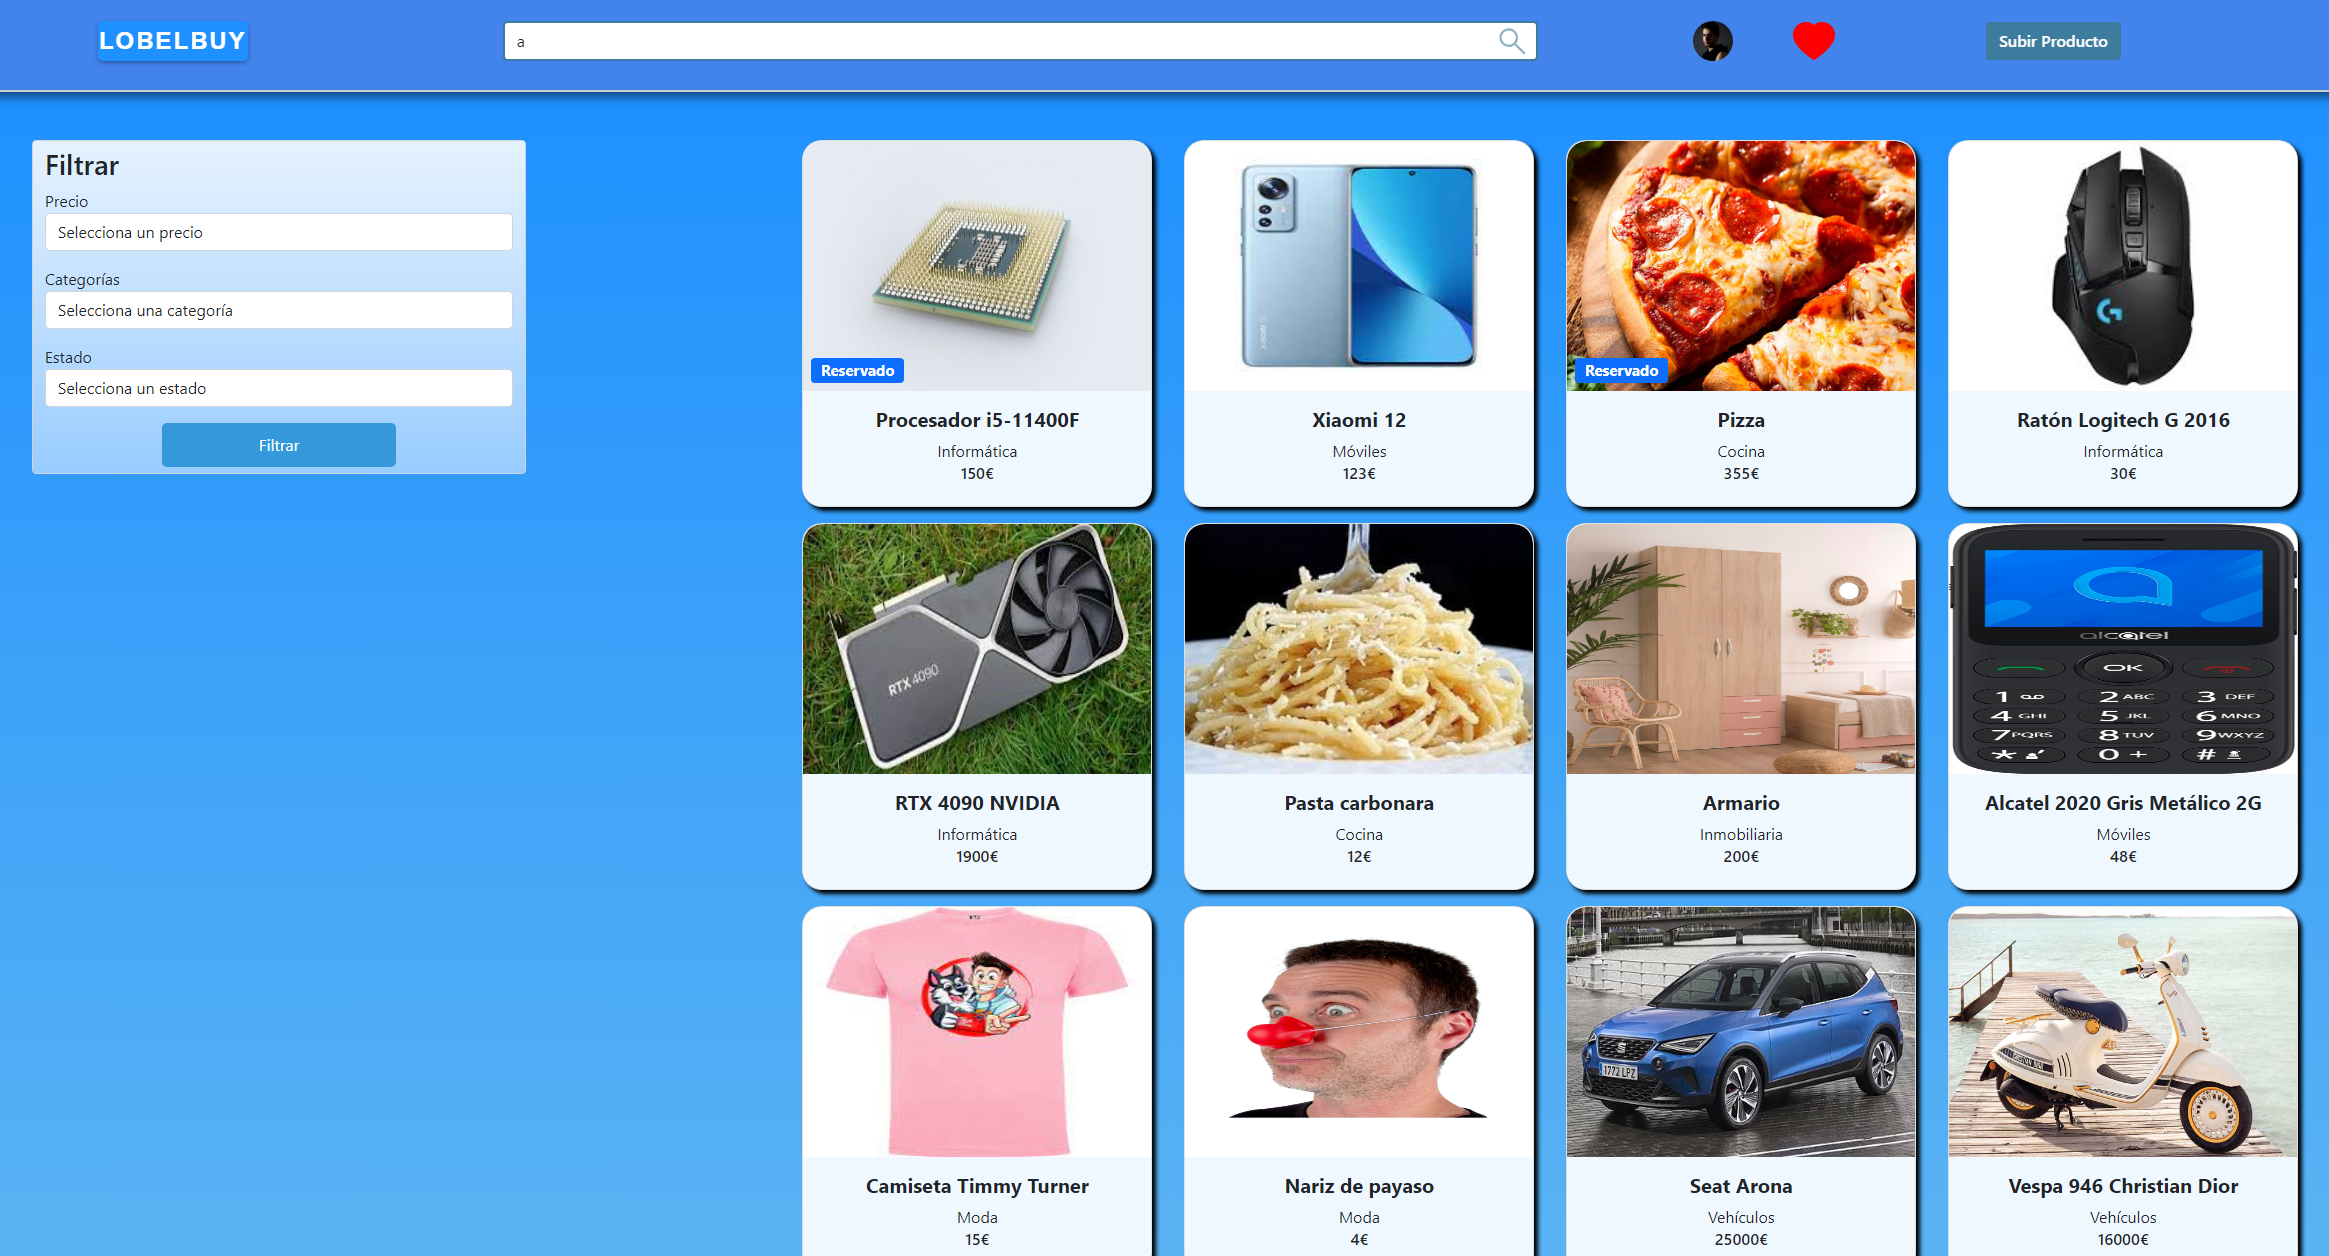 LOBELBUY
a
Subir Producto
Filtrar
Precio
Selecciona un precio
Categorías
Selecciona una categoría
Estado
Selecciona un estado
Filtrar
Reservado
Procesador i5-11400F
Informática
150€
Xiaomi 12
Móviles
123€
Reservado
Pizza
Cocina
355€
Ratón Logitech G 2016
Informática
30€
RTX 4090
RTX 4090 NVIDIA
Informática
1900€
Pasta carbonara
Cocina
12€
Armario
Inmobiliaria
200€
alcatel
OK
1 2 ABC 3 DEF
4 GHI 5 JKL 6 MNO
7 PQRS 8 TUV 9 WXYZ
* 0 + #
Alcatel 2020 Gris Metálico 2G
Móviles
48€
Camiseta Timmy Turner
Moda
15€
Nariz de payaso
Moda
4€
1772 LPZ
Seat Arona
Vehículos
25000€
Vespa 946 Christian Dior
Vehículos
16000€